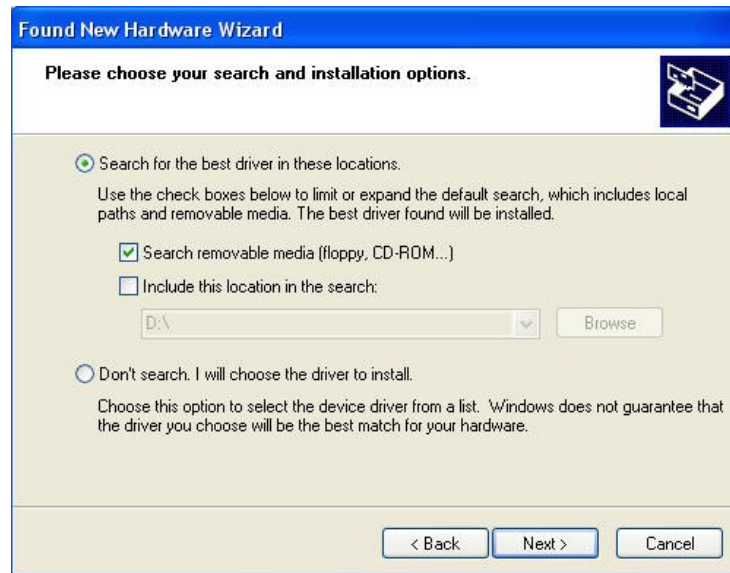 Found New Hardware Wizard
Please choose your search and installation options.
Search for the best driver in these locations.
Use the check boxes below to limit or expand the default search, which includes local
paths and removable media. The best driver found will be installed.
Search removable media (floppy, CD-ROM...)
Include this location in the search:
D:\
Browse
Don't search. I will choose the driver to install.
Choose this option to select the device driver from a list. Windows does not guarantee that
the driver you choose will be the best match for your hardware.
< Back Next > Cancel